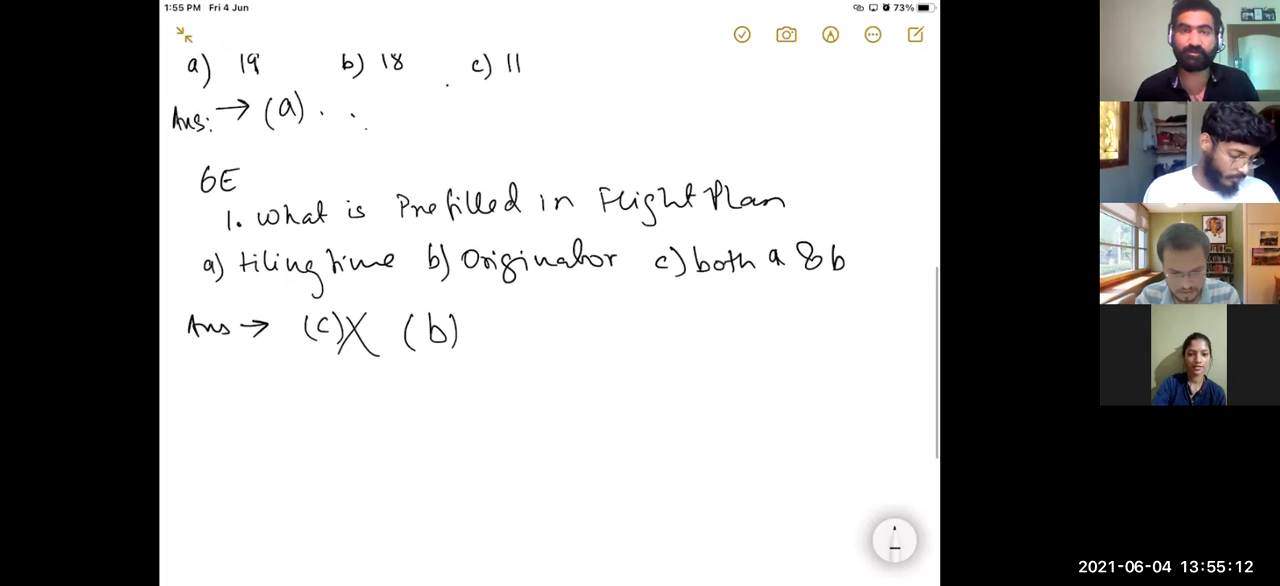 1:55 PM Fri 4 Jun
73%
a) 19 b) 18 c) 11
Ans: → (a) . .
6E
1. What is Prefilled in Flight Plan
a) tiling time b) Originator c) both a & b
Ans → (c)X (b)
2021-06-04 13:55:12